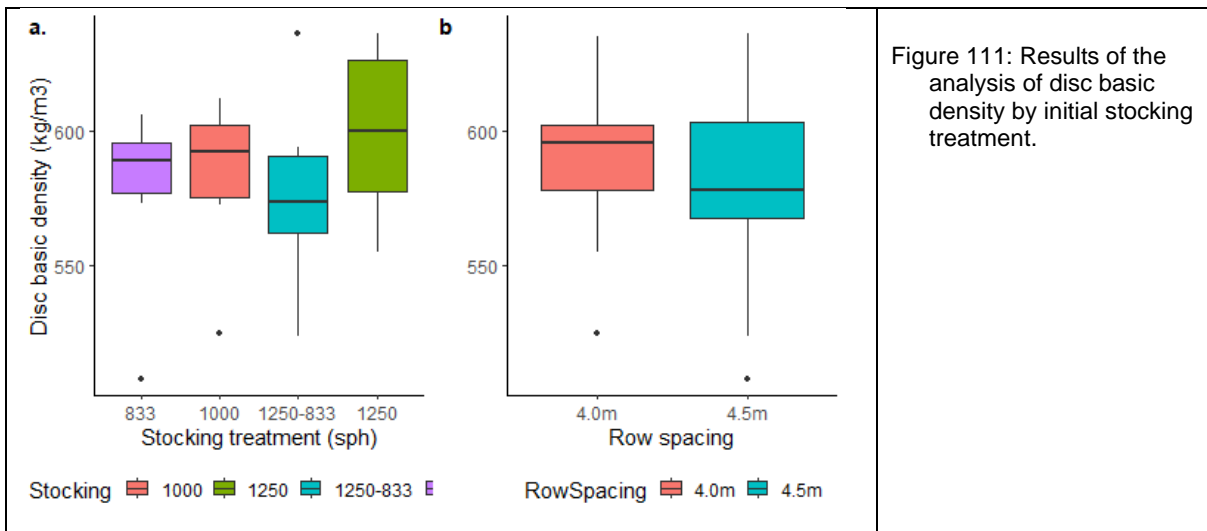 a.
Disc basic density (kg/m3)
600
550
833 1000 1250-833 1250
Stocking treatment (sph)
Stocking 1000 1250 1250-833
b
600
550
4.0m 4.5m
Row spacing
RowSpacing 4.0m 4.5m
Figure 111: Results of the
analysis of disc basic
density by initial stocking
treatment.